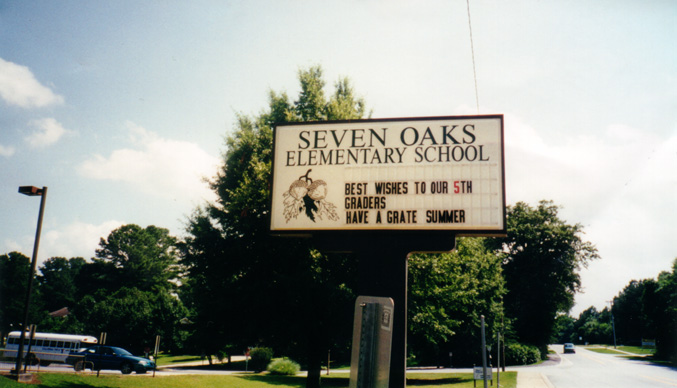 SEVEN OAKS
ELEMENTARY SCHOOL
BEST WISHES TO OUR 5TH
GRADERS
HAVE A GRATE SUMMER